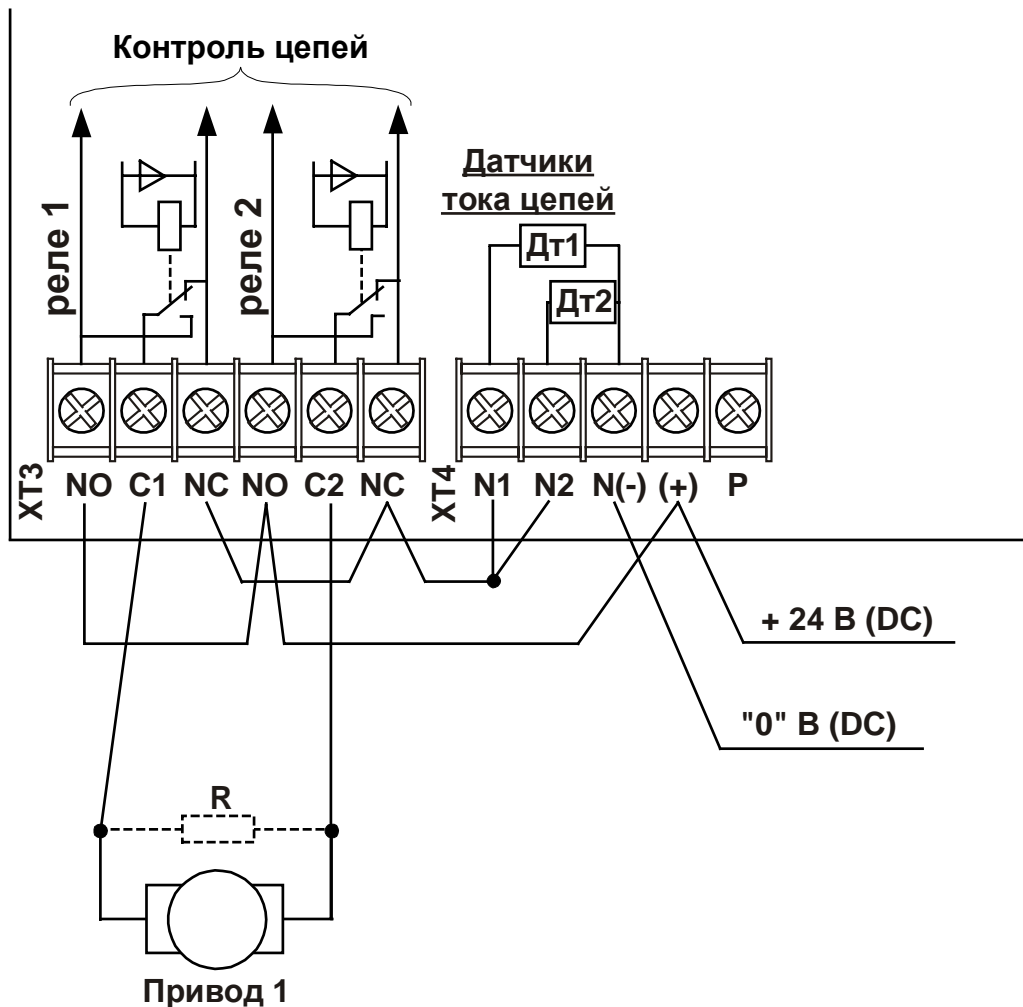 Контроль цепей
Датчики
тока цепей
реле 1
реле 2
Дт1
Дт2
XT3
NO C1 NC NO C2 NC
XT4
N1 N2 N(-) (+) P
+ 24 В (DC)
"0" В (DC)
R
Привод 1